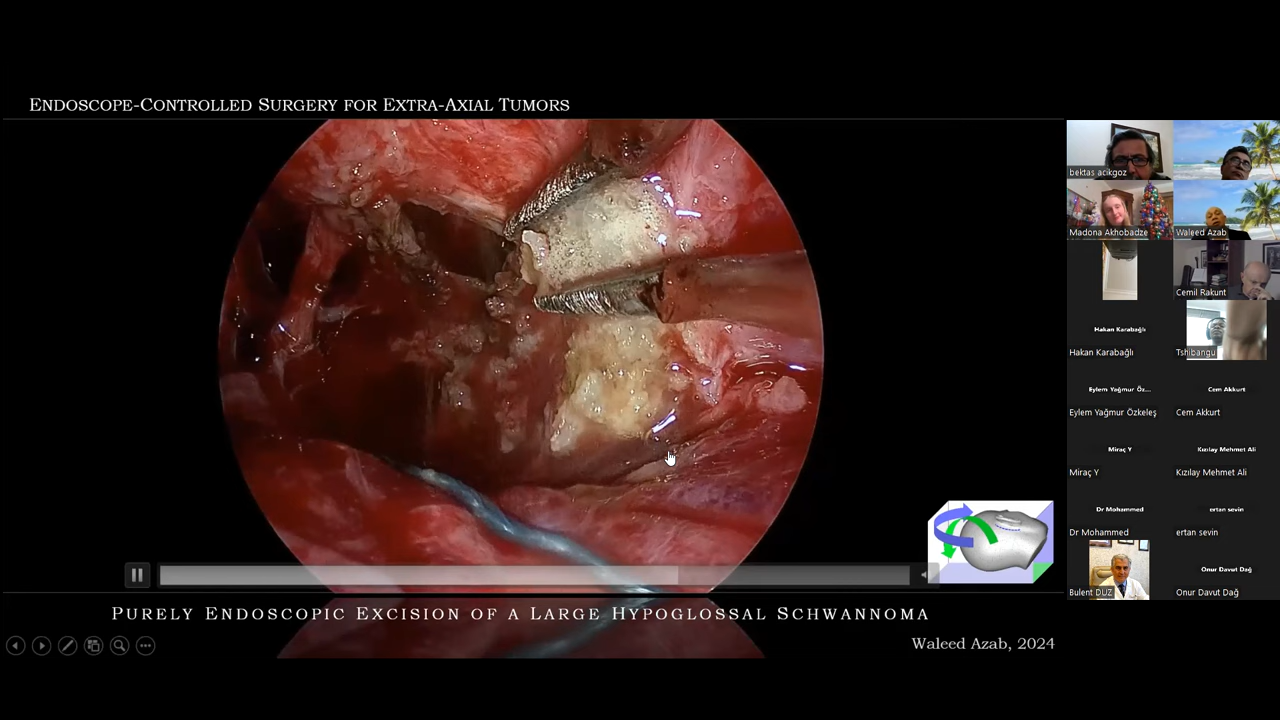 ENDOSCOPE-CONTROLLED SURGERY FOR EXTRA-AXIAL TUMORS
PURELY ENDOSCOPIC EXCISION OF A LARGE HYPOGLOSSAL SCHWANNOMA
Waleed Azab, 2024
bektas acikgoz
Madona Akhobadze
Waleed Azab
Cemil Rakunt
Hakan Karabağlı
Hakan Karabağlı
Tshibangu
Eylem Yağmur Öz...
Cem Akkurt
Eylem Yağmur Özkeleş
Cem Akkurt
Miraç Y
Kızılay Mehmet Ali
Miraç Y
Kızılay Mehmet Ali
Dr Mohammed
ertan sevin
Dr Mohammed
ertan sevin
Onur Davut Dağ
Bulent DUZ
Onur Davut Dağ